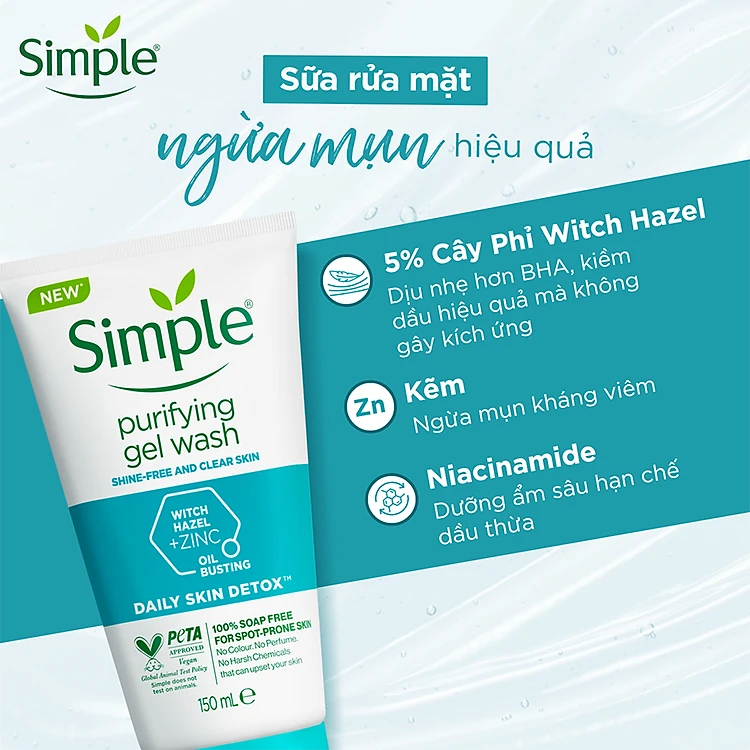 Simple®
Sữa rửa mặt
ngừa mụn hiệu quả
5% Cây Phỉ Witch Hazel
Dịu nhẹ hơn BHA, kiềm
dầu hiệu quả mà không
gây kích ứng
Zn
Kẽm
Ngừa mụn kháng viêm
Niacinamide
Dưỡng ẩm sâu hạn chế
dầu thừa
NEW*
Simple®
purifying
gel wash
SHINE-FREE AND CLEAR SKIN
WITCH
HAZEL
+ZINC
OIL
BUSTING
DAILY SKIN DETOX™
PETA
APPROVED
Vegan
Global Animal Test Policy
Simple does not
test on animals.
100% SOAP FREE
FOR SPOT-PRONE SKIN
No Colour. No Perfume.
No Harsh Chemicals
that can upset your skin
150 mL e